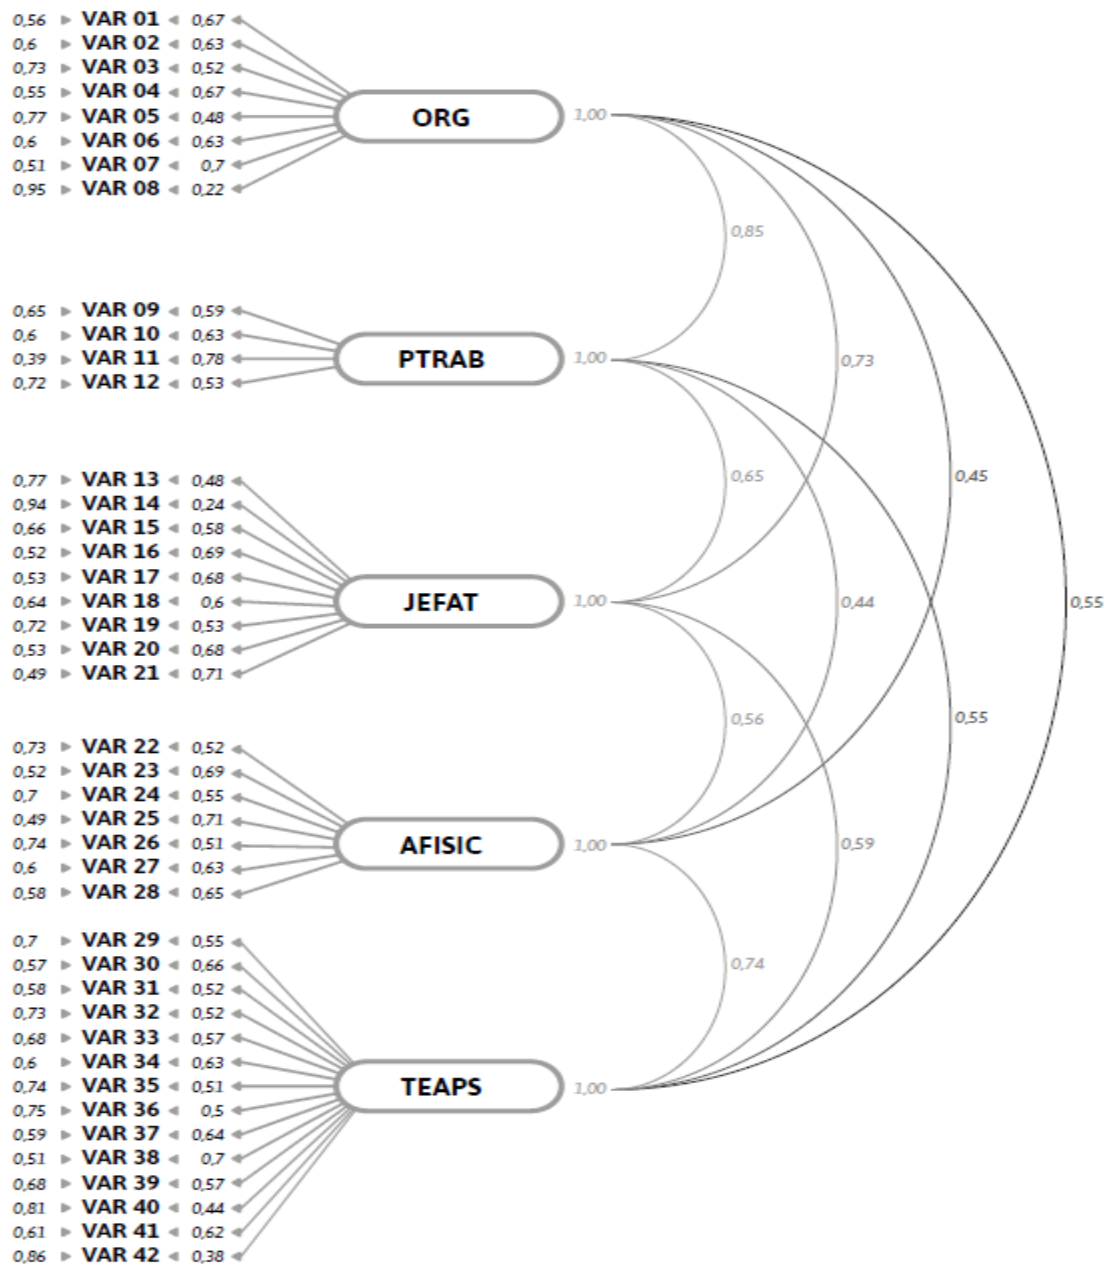 0,56 VAR 01 0,67
0,6 VAR 02 0,63
0,73 VAR 03 0,52
0,55 VAR 04 0,67
0,77 VAR 05 0,48
0,6 VAR 06 0,63
0,51 VAR 07 0,7
0,95 VAR 08 0,22
ORG 1,00
0,85
0,65 VAR 09 0,59
0,6 VAR 10 0,63
0,39 VAR 11 0,78
0,72 VAR 12 0,53
PTRAB 1,00
0,73
0,77 VAR 13 0,48
0,94 VAR 14 0,24
0,66 VAR 15 0,58
0,52 VAR 16 0,69
0,53 VAR 17 0,68
0,64 VAR 18 0,6
0,72 VAR 19 0,53
0,53 VAR 20 0,68
0,49 VAR 21 0,71
0,65
0,45
JEFAT 1,00
0,44
0,55
0,73 VAR 22 0,52
0,52 VAR 23 0,69
0,7 VAR 24 0,55
0,49 VAR 25 0,71
0,74 VAR 26 0,51
0,6 VAR 27 0,63
0,58 VAR 28 0,65
0,56
0,55
AFISIC 1,00
0,59
0,7 VAR 29 0,55
0,57 VAR 30 0,66
0,58 VAR 31 0,52
0,73 VAR 32 0,52
0,68 VAR 33 0,57
0,6 VAR 34 0,63
0,74 VAR 35 0,51
0,75 VAR 36 0,5
0,59 VAR 37 0,64
0,51 VAR 38 0,7
0,68 VAR 39 0,57
0,81 VAR 40 0,44
0,61 VAR 41 0,62
0,86 VAR 42 0,38
0,74
TEAPS 1,00